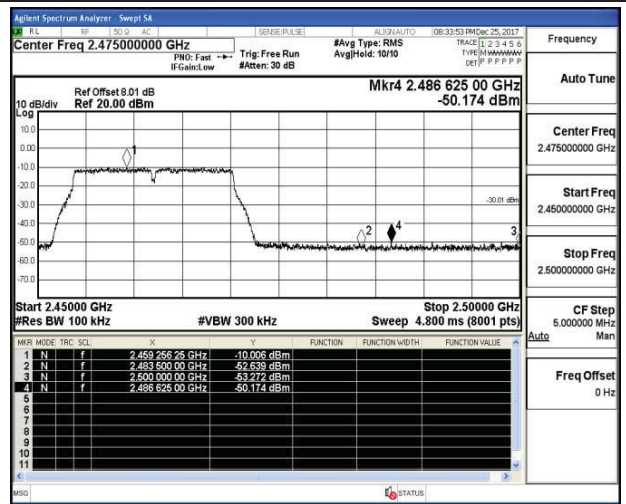 Agilent Spectrum Analyzer - Swept SA
RL RF 50 Ω AC SENSE:PULSE ALIGNAUTO 08:33:53 PM Dec 25, 2017
Center Freq 2.475000000 GHz #Avg Type: RMS TRACE 1 2 3 4 5 6
PNO: Fast Trig: Free Run Avg|Hold: 10/10 TYPE MWWWWW
IFGain:Low #Atten: 30 dB DET P P P P P P
Frequency
Auto Tune
Center Freq
2.475000000 GHz
Start Freq
2.450000000 GHz
Stop Freq
2.500000000 GHz
CF Step
5.000000 MHz
Auto Man
Freq Offset
0 Hz
Mkr4 2.486 625 00 GHz
Ref Offset 8.01 dB
10 dB/div Ref 20.00 dBm -50.174 dBm
Log
10.0
0.00
-10.0
-20.0
-30.0
-40.0
-50.0
-60.0
-70.0
1
2
4
3
-30.01 dBm
Start 2.45000 GHz Stop 2.50000 GHz
#Res BW 100 kHz #VBW 300 kHz Sweep 4.800 ms (8001 pts)
MKR MODE TRC SCL X Y FUNCTION FUNCTION WIDTH FUNCTION VALUE
1 N f 2.459 256 25 GHz -10.006 dBm
2 N f 2.483 500 00 GHz -52.639 dBm
3 N f 2.500 000 00 GHz -53.272 dBm
4 N f 2.486 625 00 GHz -50.174 dBm
5
6
7
8
9
10
11
MSG STATUS